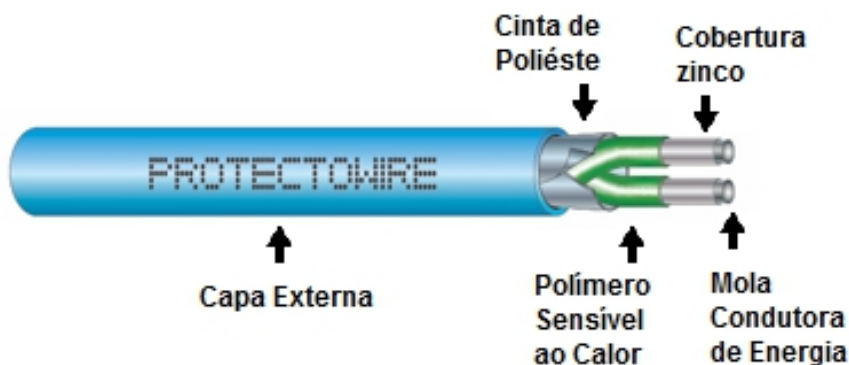 Cinta de
Poliéste
Cobertura
zinco
PROTECTOWIRE
Capa Externa
Polímero
Sensível
ao Calor
Mola
Condutora
de Energia